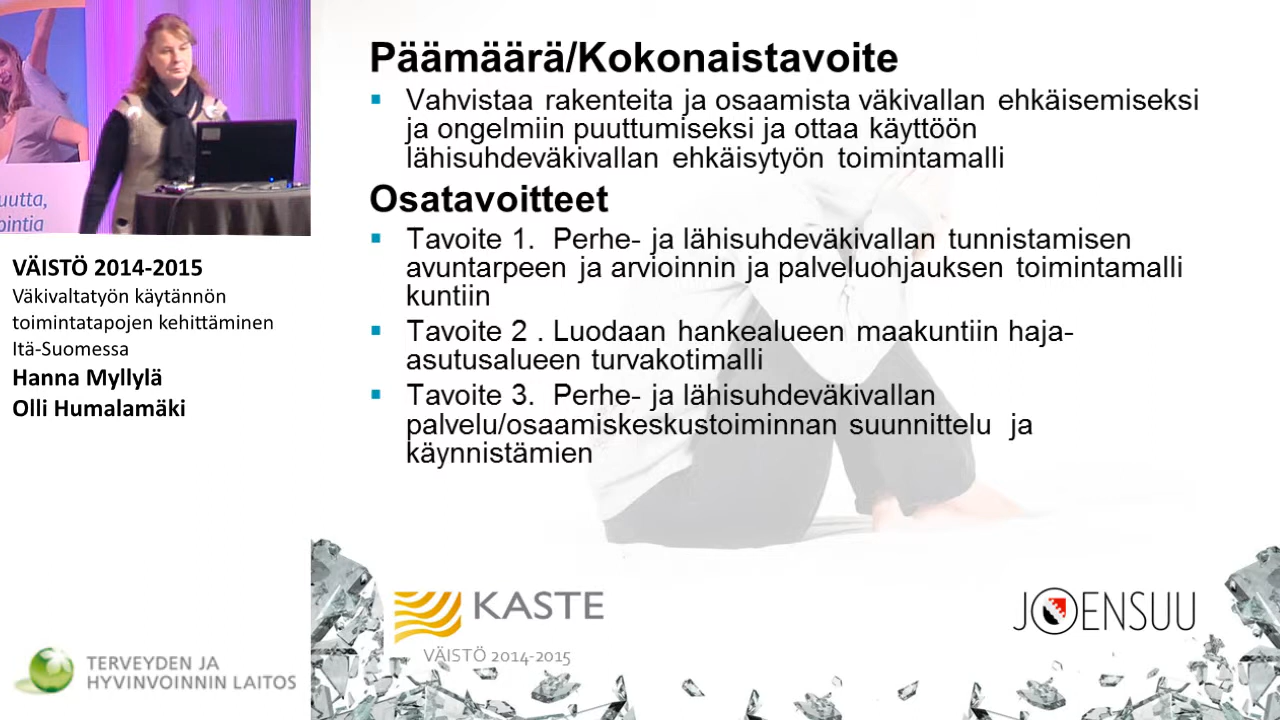 uutta,
ointia
VÄISTÖ 2014-2015
Väkivaltatyön käytännön
toimintatapojen kehittäminen
Itä-Suomessa
Hanna Myllylä
Olli Humalamäki
TERVEYDEN JA
HYVINVOINNIN LAITOS
Päämäärä/Kokonaistavoite
Vahvistaa rakenteita ja osaamista väkivallan ehkäisemiseksi
ja ongelmiin puuttumiseksi ja ottaa käyttöön
lähisuhdeväkivallan ehkäisytyön toimintamalli
Osatavoitteet
Tavoite 1. Perhe- ja lähisuhdeväkivallan tunnistamisen
avuntarpeen ja arvioinnin ja palveluohjauksen toimintamalli
kuntiin
Tavoite 2 . Luodaan hankealueen maakuntiin haja-
asutusalueen turvakotimalli
Tavoite 3. Perhe- ja lähisuhdeväkivallan
palvelu/osaamiskeskustoiminnan suunnittelu ja
käynnistämien
KASTE
VÄISTÖ 2014-2015
JOENSUU